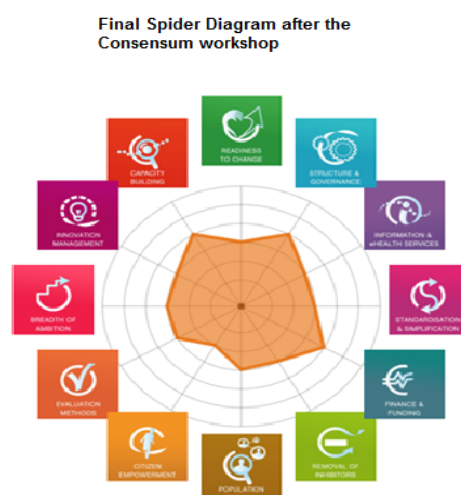 Final Spider Diagram after the
Consensum workshop
READINESS
TO CHANGE
STRUCTURE &
GOVERNANCE
INFORMATION &
eHEALTH SERVICES
STANDARDISATION
& SIMPLIFICATION
FINANCE &
FUNDING
REMOVAL OF
INHIBITORS
POPULATION
CITIZEN
EMPOWERMENT
EVALUATION
METHODS
BREADTH OF
AMBITION
INNOVATION
MANAGEMENT
CAPACITY
BUILDING